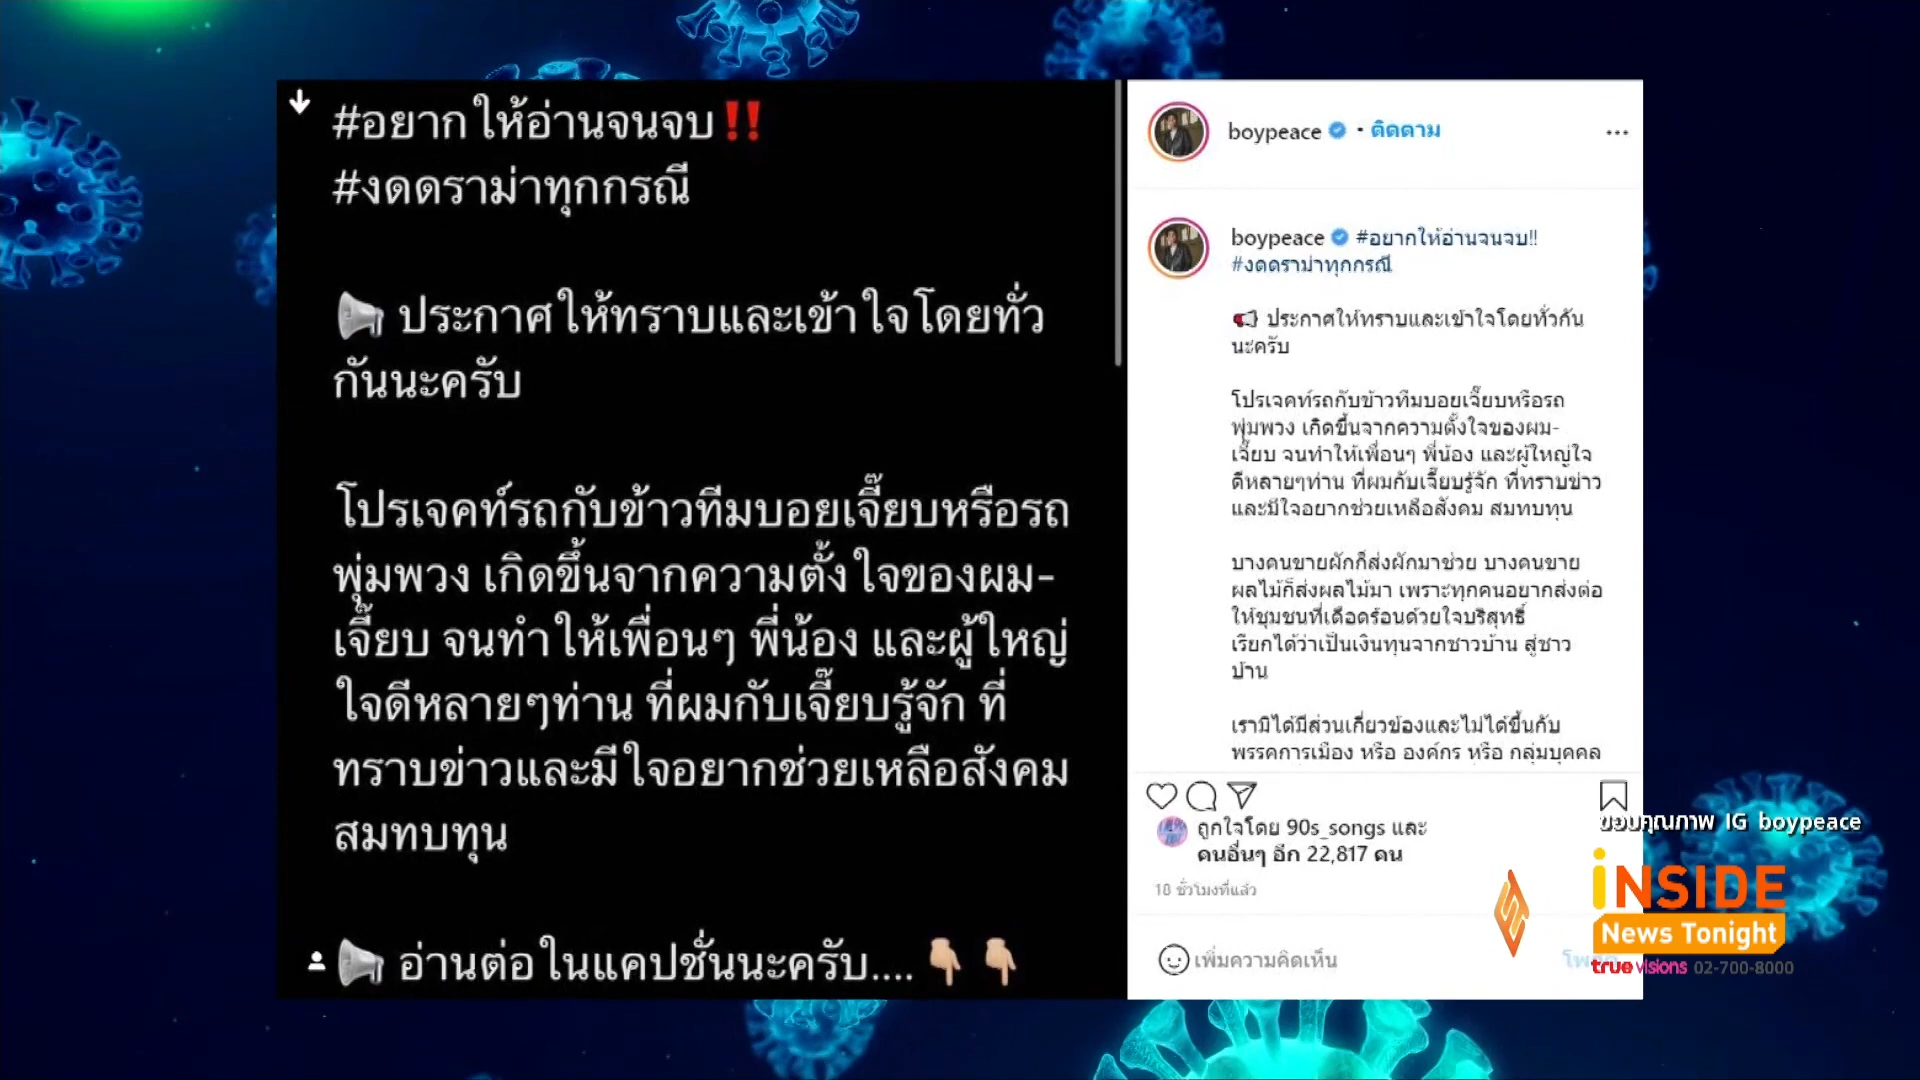 #อยากให้อ่านจนจบ‼️
#งดดราม่าทุกกรณี
📢 ประกาศให้ทราบและเข้าใจโดยทั่ว
กันนะครับ
โปรเจคท์รถกับข้าวทีมบอยเจี๊ยบหรือรถ
พุ่มพวง เกิดขึ้นจากความตั้งใจของผม-
เจี๊ยบ จนทำให้เพื่อนๆ พี่น้อง และผู้ใหญ่
ใจดีหลายๆท่าน ที่ผมกับเจี๊ยบรู้จัก ที่
ทราบข่าวและมีใจอยากช่วยเหลือสังคม
สมทบทุน
📢 อ่านต่อในแคปชั่นนะครับ....👇🏼 👇🏼
boypeace • ติดตาม
boypeace #อยากให้อ่านจนจบ!!
#งดดราม่าทุกกรณี
📢 ประกาศให้ทราบและเข้าใจโดยทั่วกัน
นะครับ
โปรเจคท์รถกับข้าวทีมบอยเจี๊ยบหรือรถ
พุ่มพวง เกิดขึ้นจากความตั้งใจของผม-
เจี๊ยบ จนทำให้เพื่อนๆ พี่น้อง และผู้ใหญ่ใจ
ดีหลายๆท่าน ที่ผมกับเจี๊ยบรู้จัก ที่ทราบข่าว
และมีใจอยากช่วยเหลือสังคม สมทบทุน
บางคนขายผักก็ส่งผักมาช่วย บางคนขาย
ผลไม้ก็ส่งผลไม้มา เพราะทุกคนอยากส่งต่อ
ให้ชุมชนที่เดือดร้อนด้วยใจบริสุทธิ์
เรียกได้ว่าเป็นเงินทุนจากชาวบ้าน สู่ชาว
บ้าน
เรามิได้มีส่วนเกี่ยวข้องและไม่ได้ขึ้นกับ
พรรคการเมือง หรือ องค์กร หรือ กลุ่มบุคคล
ถูกใจโดย 90s_songs และ
คนอื่นๆ อีก 22,817 คน
18 ชั่วโมงที่แล้ว
เพิ่มความคิดเห็น
โพสต์
ขอบคุณภาพ IG boypeace
iNSIDE
News Tonight
truevisions 02-700-8000